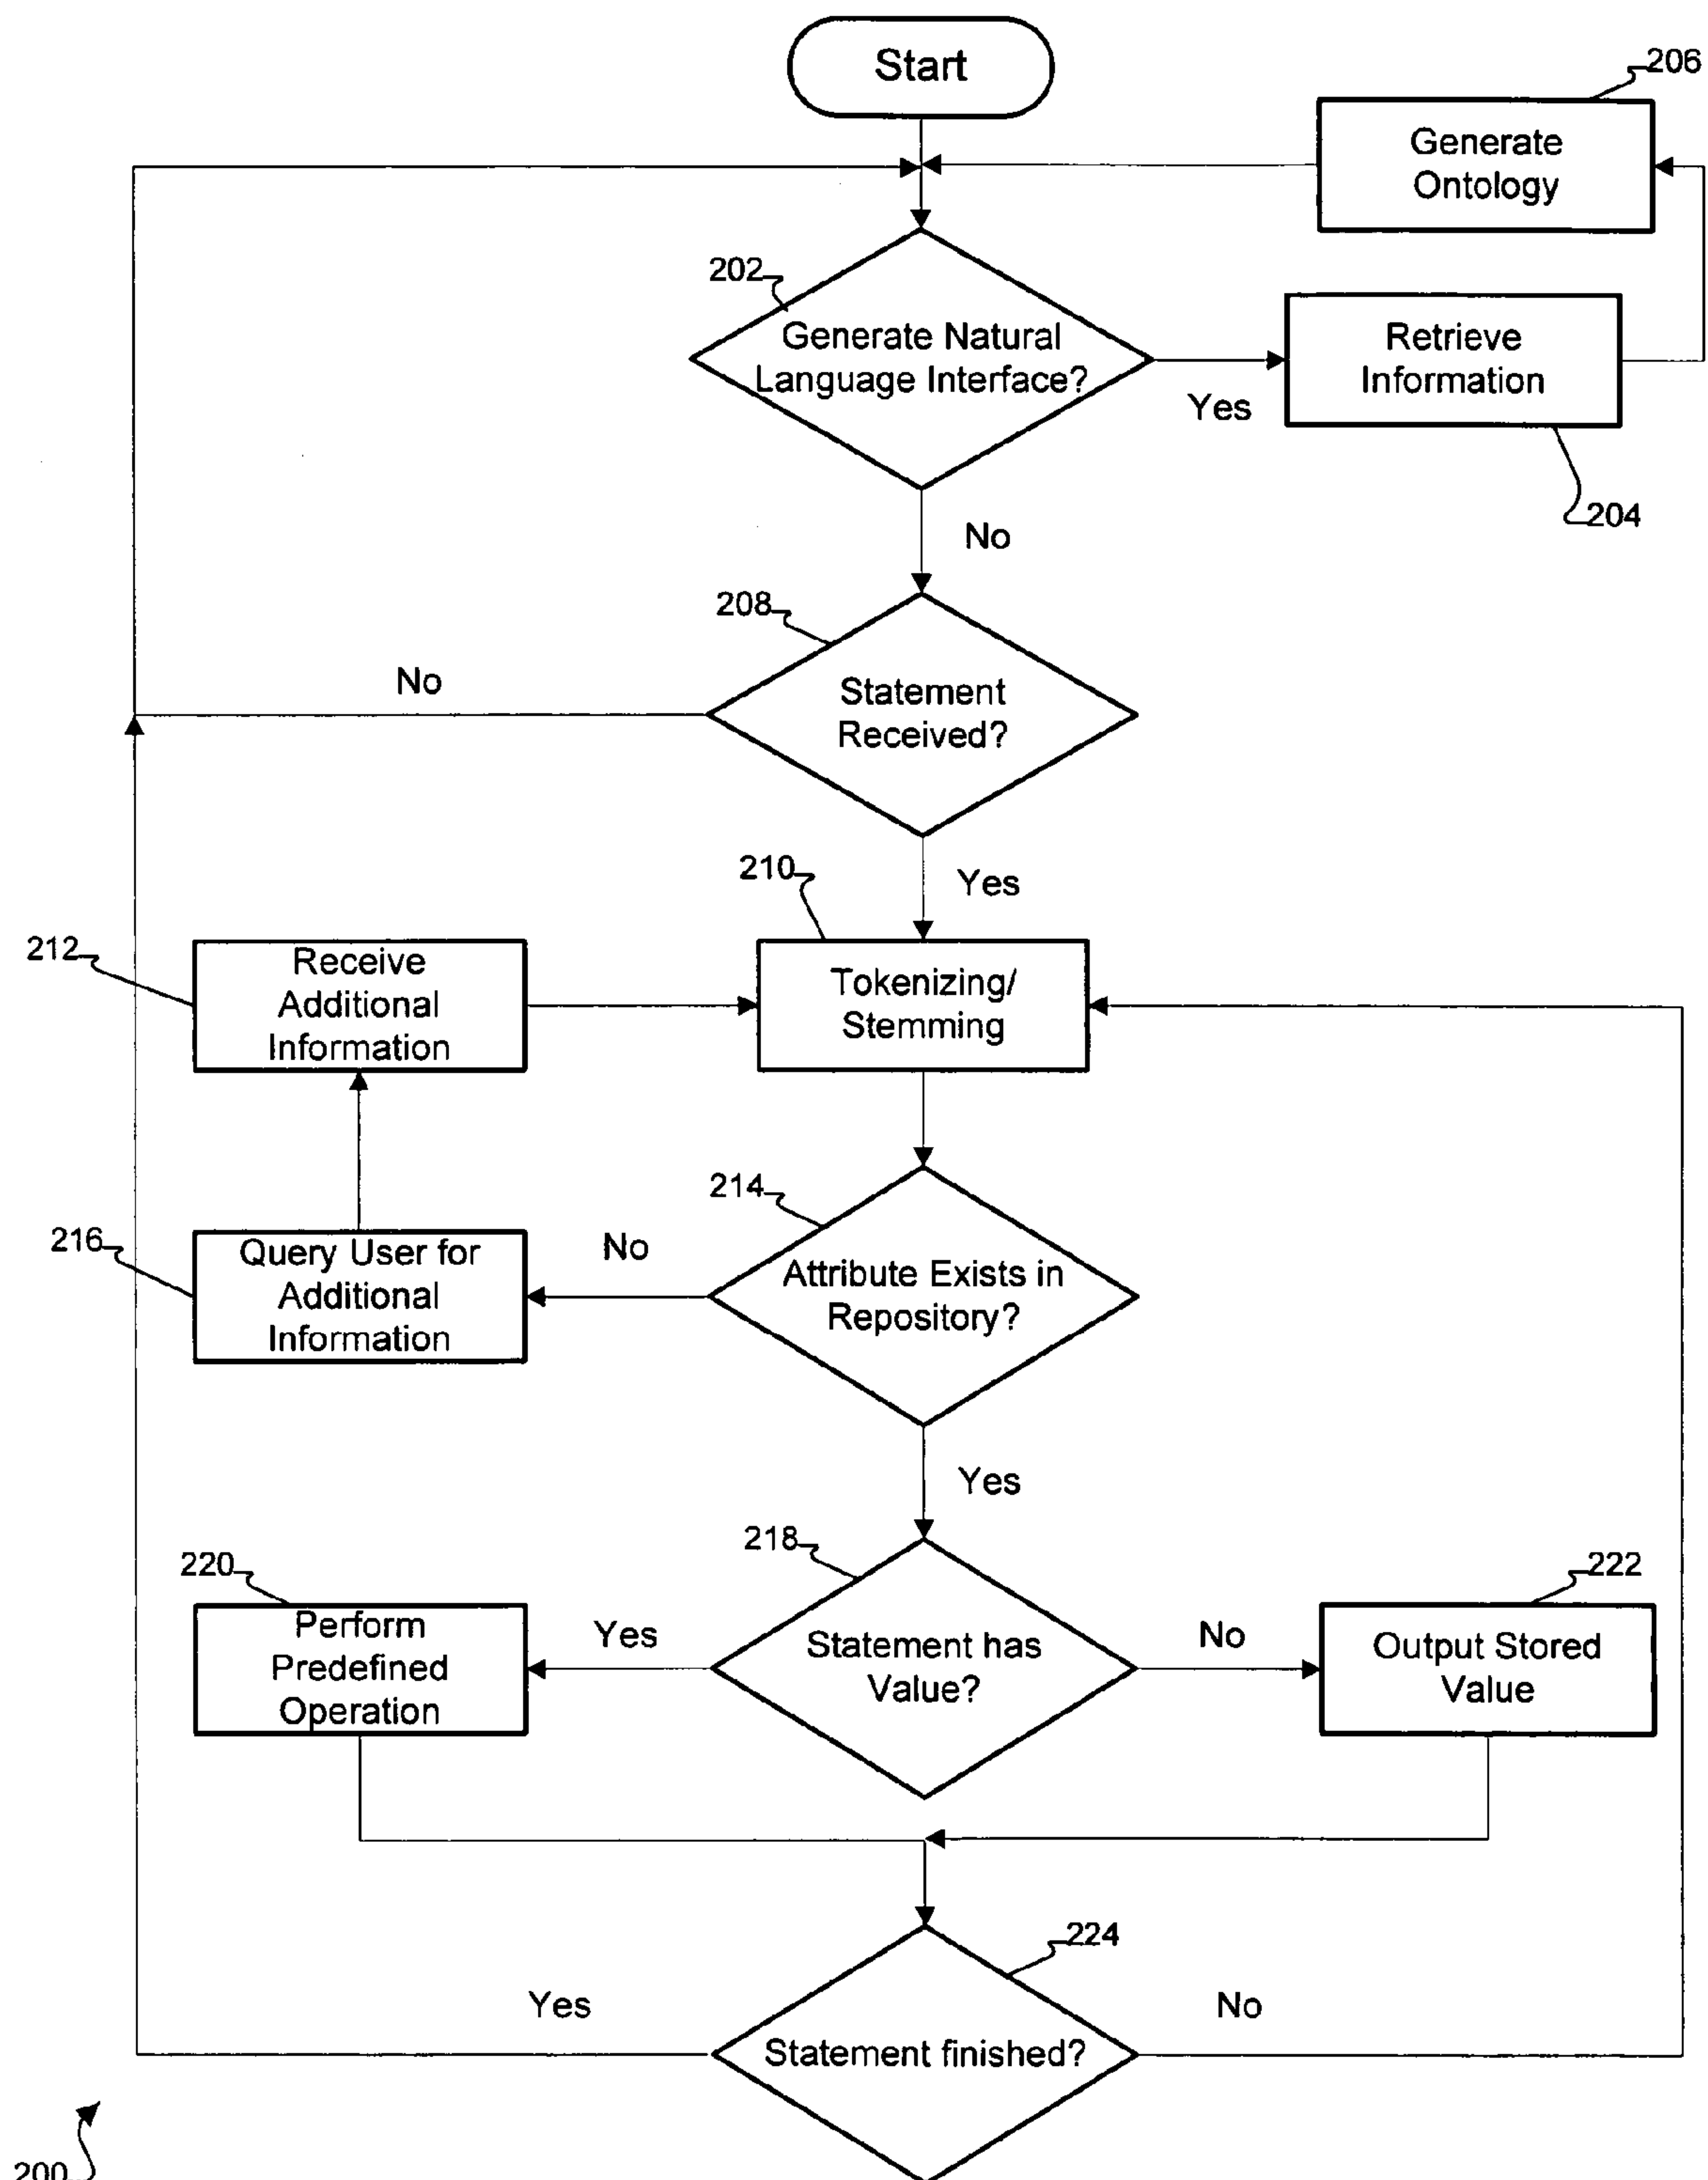 Start
206
Generate
Ontology
202
Generate Natural
Language Interface?
Retrieve
Information
Yes
204
No
208
No
Statement
Received?
210
Yes
212
Receive
Additional
Information
Tokenizing/
Stemming
214
216
Query User for
Additional
Information
No
Attribute Exists in
Repository?
Yes
218
220
222
Perform
Predefined
Operation
Yes
Statement has
Value?
No
Output Stored
Value
224
Yes
No
Statement finished?
200